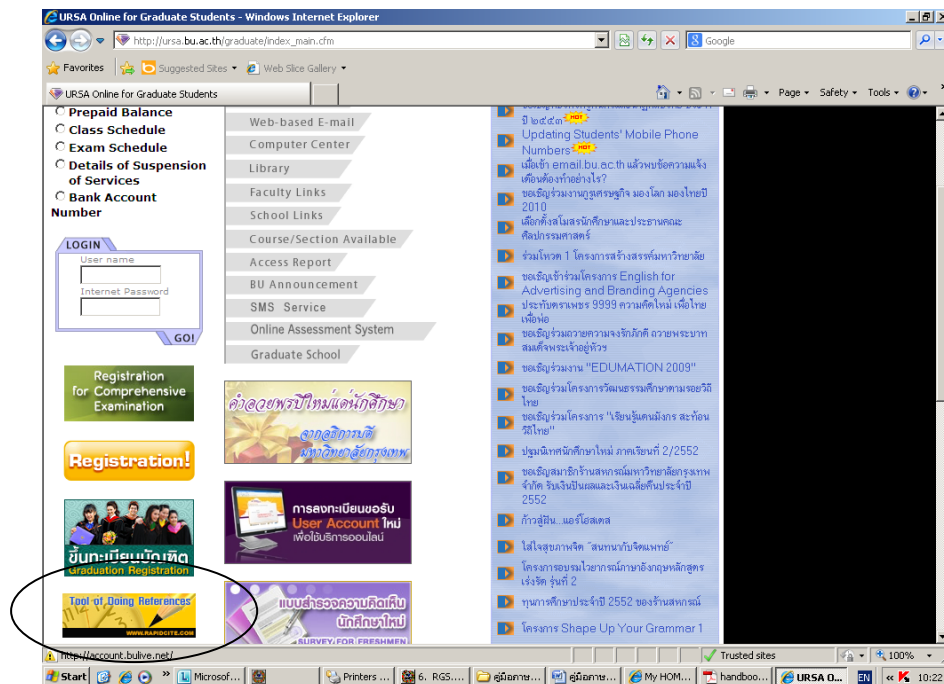 URSA Online for Graduate Students - Windows Internet Explorer
http://ursa.bu.ac.th/graduate/index_main.cfm
Google
Favorites
Suggested Sites
Web Slice Gallery
URSA Online for Graduate Students
Page
Safety
Tools
Prepaid Balance
Class Schedule
Exam Schedule
Details of Suspension
of Services
Bank Account
Number
LOGIN
User name
Internet Password
GO!
Registration
for Comprehensive
Examination
Registration!
ขึ้นทะเบียนบัณฑิต
Graduation Registration
Tool of Doing References
WWW.RAPIDCITE.COM
Web-based E-mail
Computer Center
Library
Faculty Links
School Links
Course/Section Available
Access Report
BU Announcement
SMS Service
Online Assessment System
Graduate School
คำอวยพรปีใหม่แด่นักศึกษา
จากอธิการบดี
มหาวิทยาลัยกรุงเทพ
การลงทะเบียนขอรับ
User Account ใหม่
เพื่อใช้บริการออนไลน์
แบบสำรวจความคิดเห็น
นักศึกษาใหม่
SURVEY FOR FRESHMEN
ปี ๒๕๕๓ HOT
Updating Students' Mobile Phone
Numbers HOT
เมื่อเข้า email.bu.ac.th แล้วพบข้อความแจ้ง
เตือนต้องทำอย่างไร?
ขอเชิญร่วมงานกูรูเศรษฐกิจ มองโลก มองไทยปี
2010
เลือกตั้งสโมสรนักศึกษาและประธานคณะ
ศิลปกรรมศาสตร์
ร่วมโหวต 1 โครงการสร้างสรรค์มหาวิทยาลัย
ขอเชิญเข้าร่วมโครงการ English for
Advertising and Branding Agencies
ประทับตราเพชร 9999 ความคิดใหม่ เพื่อไทย
เพื่อพ่อ
ขอเชิญร่วมถวายความจงรักภักดี ถวายพระบาท
สมเด็จพระเจ้าอยู่หัวฯ
ขอเชิญร่วมงาน "EDUMATION 2009"
ขอเชิญร่วมโครงการวัฒนธรรมศึกษาตามรอยวิถี
ไทย
ขอเชิญร่วมโครงการ "เรียนรู้แดนมังกร สะท้อน
วิถีไทย"
ปฐมนิเทศนักศึกษาใหม่ ภาคเรียนที่ 2/2552
ขอเชิญสมาชิกร้านสหกรณ์มหาวิทยาลัยกรุงเทพ
จำกัด รับเงินปันผลและเงินเฉลี่ยคืนประจำปี
2552
ก้าวสู่ฝัน...แอร์โฮสเตส
ใส่ใจสุขภาพจิต "สนทนากับจิตแพทย์"
โครงการอบรมไวยากรณ์ภาษาอังกฤษหลักสูตร
เร่งรัด รุ่นที่ 2
ทุนการศึกษาประจำปี 2552 ของร้านสหกรณ์
โครงการ Shape Up Your Grammar 1
http://account.bulive.net/
Trusted sites
100%
Start
Microsof...
Printers ...
6. RGS....
คู่มือภาษ...
คู่มือภาษ...
My HOM...
handboo...
URSA O...
EN
10:22